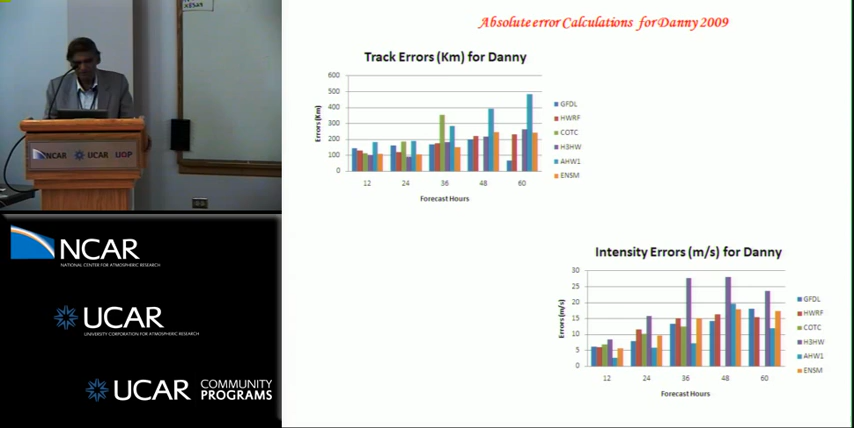 Absolute error Calculations for Danny 2009
Track Errors (Km) for Danny
600
500
400
300
200
100
0
Errors (Km)
12 24 36 48 60
Forecast Hours
GFDL
HWRF
COTC
H3HW
AHW1
ENSM
Intensity Errors (m/s) for Danny
30
25
20
15
10
5
0
Errors (m/s)
12 24 36 48 60
Forecast Hours
GFDL
HWRF
COTC
H3HW
AHW1
ENSM
NCAR UCAR UOP
NCAR
NATIONAL CENTER FOR ATMOSPHERIC RESEARCH
UCAR
UNIVERSITY CORPORATION FOR ATMOSPHERIC RESEARCH
UCAR COMMUNITY
PROGRAMS